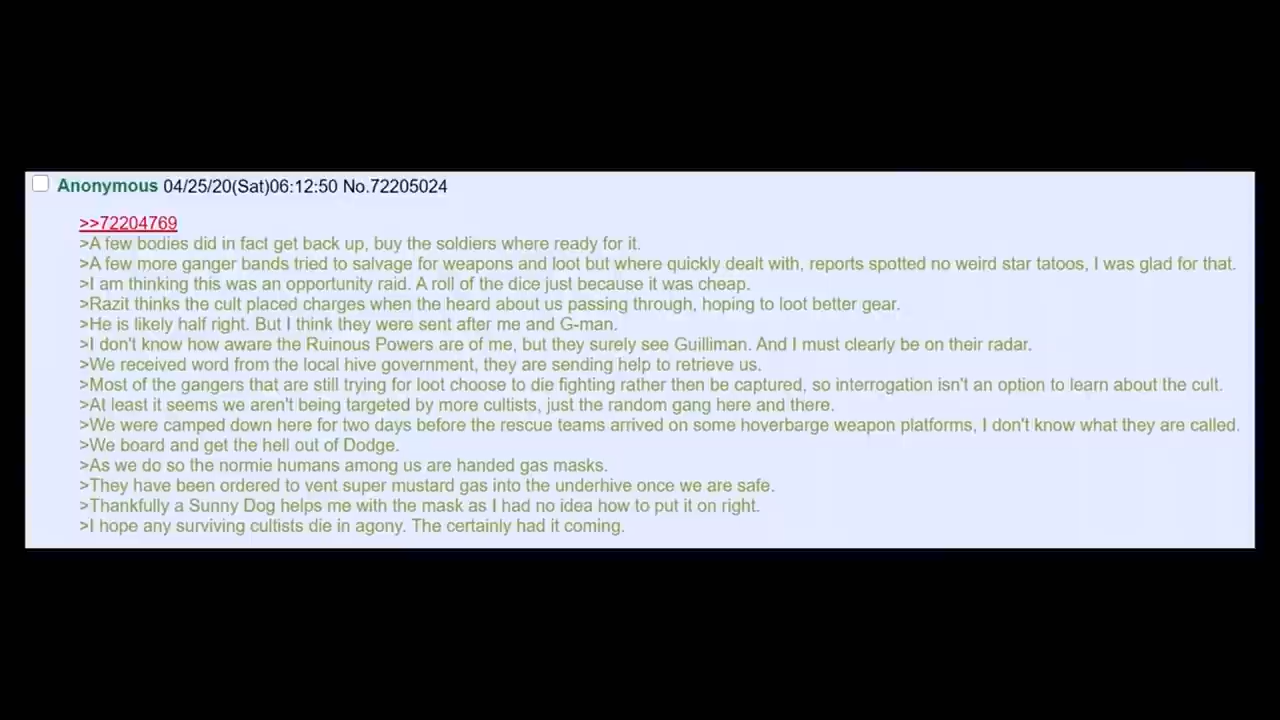 Anonymous 04/25/20(Sat)06:12:50 No.72205024
>>72204769
>A few bodies did in fact get back up, buy the soldiers where ready for it.
>A few more ganger bands tried to salvage for weapons and loot but where quickly dealt with, reports spotted no weird star tatoos, I was glad for that.
>I am thinking this was an opportunity raid. A roll of the dice just because it was cheap.
>Razit thinks the cult placed charges when the heard about us passing through, hoping to loot better gear.
>He is likely half right. But I think they were sent after me and G-man.
>I don't know how aware the Ruinous Powers are of me, but they surely see Guilliman. And I must clearly be on their radar.
>We received word from the local hive government, they are sending help to retrieve us.
>Most of the gangers that are still trying for loot choose to die fighting rather then be captured, so interrogation isn't an option to learn about the cult.
>At least it seems we aren't being targeted by more cultists, just the random gang here and there.
>We were camped down here for two days before the rescue teams arrived on some hoverbarge weapon platforms, I don't know what they are called.
>We board and get the hell out of Dodge.
>As we do so the normie humans among us are handed gas masks.
>They have been ordered to vent super mustard gas into the underhive once we are safe.
>Thankfully a Sunny Dog helps me with the mask as I had no idea how to put it on right.
>I hope any surviving cultists die in agony. The certainly had it coming.